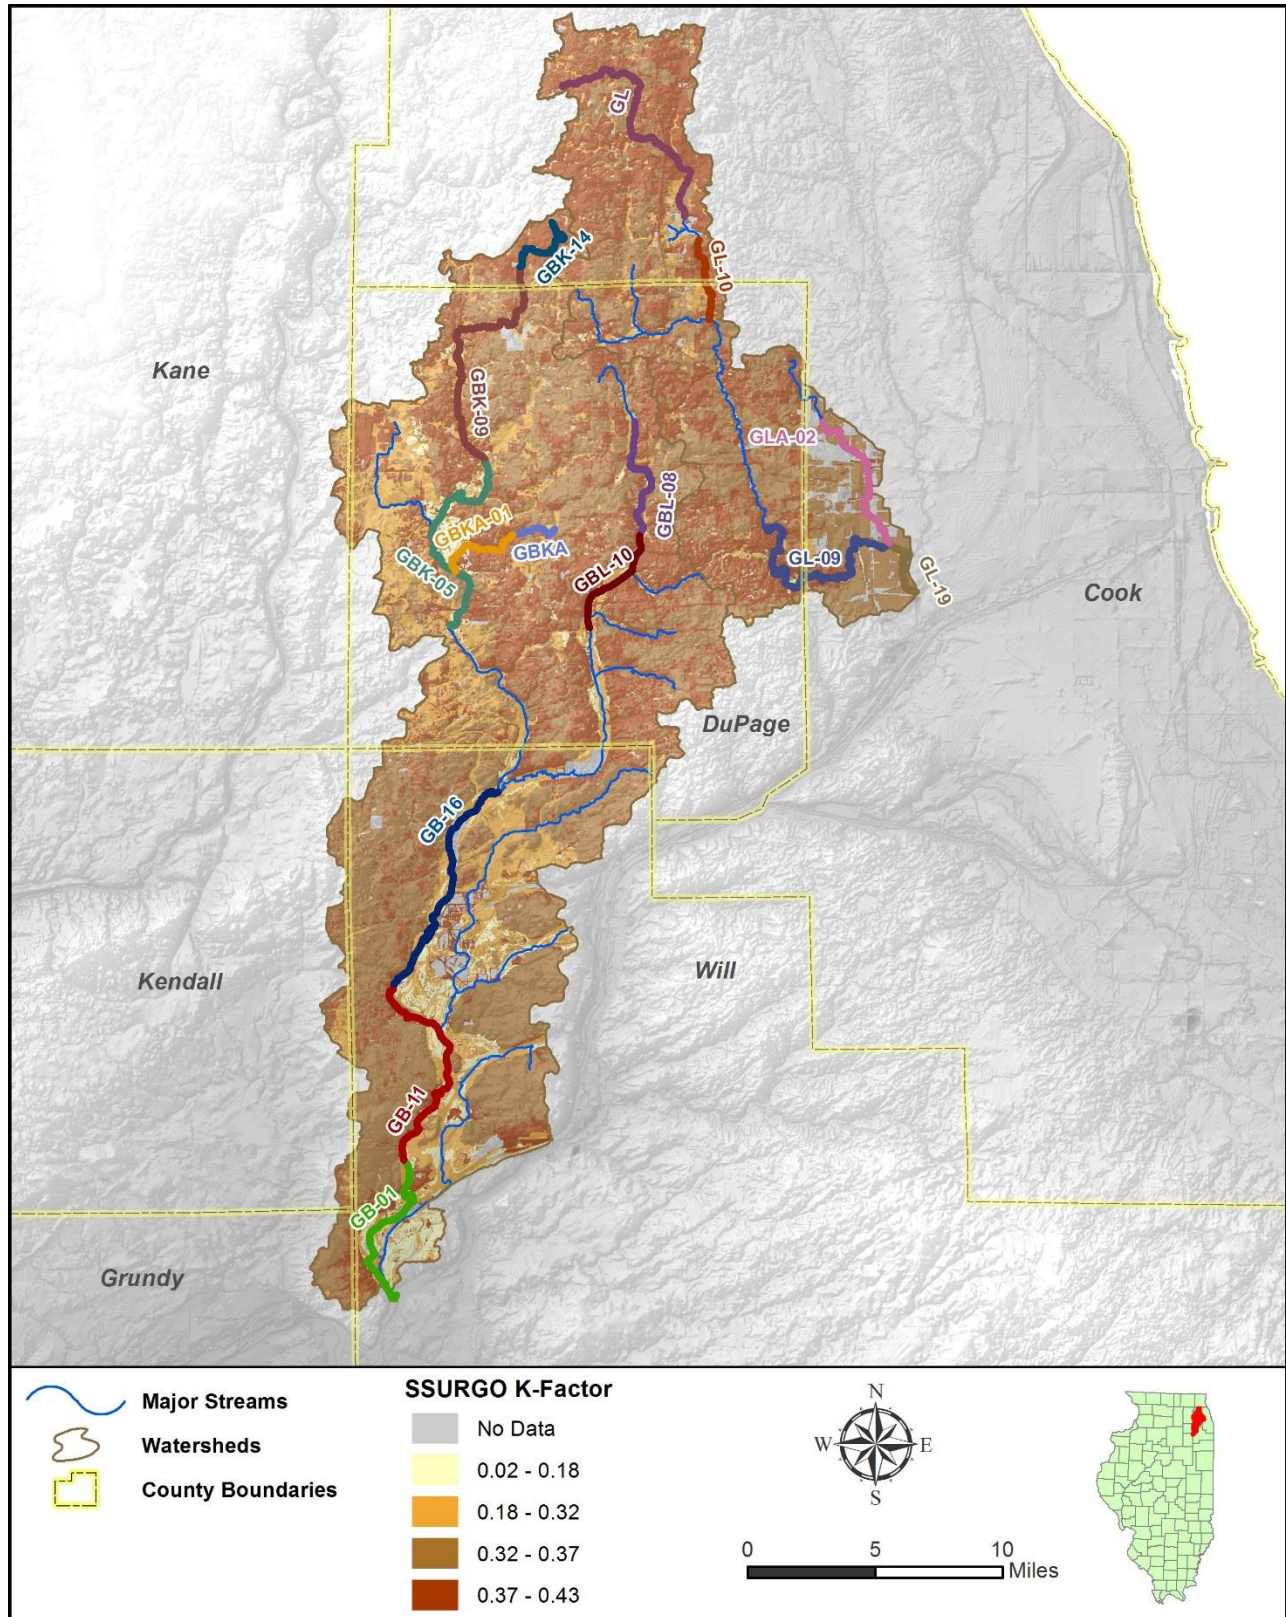 GL
GBK-14
GL-10
Kane
GBK-09
GLA-02
GBL-08
GBKA-01
GBKA
GL-09
GBL-10
GBK-05
GL-19
Cook
DuPage
GB-16
Kendall
Will
GB-11
GB-01
Grundy
Major Streams
Watersheds
County Boundaries
SSURGO K-Factor
No Data
0.02 - 0.18
0.18 - 0.32
0.32 - 0.37
0.37 - 0.43
N
W E
S
0 5 10
Miles